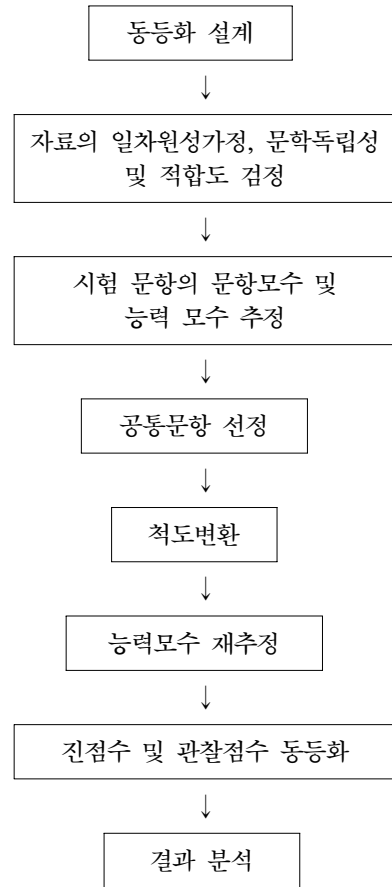 동등화 설계
↓
자료의 일차원성가정, 문학독립성
및 적합도 검정
↓
시험 문항의 문항모수 및
능력 모수 추정
↓
공통문항 선정
↓
척도변환
↓
능력모수 재추정
↓
진점수 및 관찰점수 동등화
↓
결과 분석